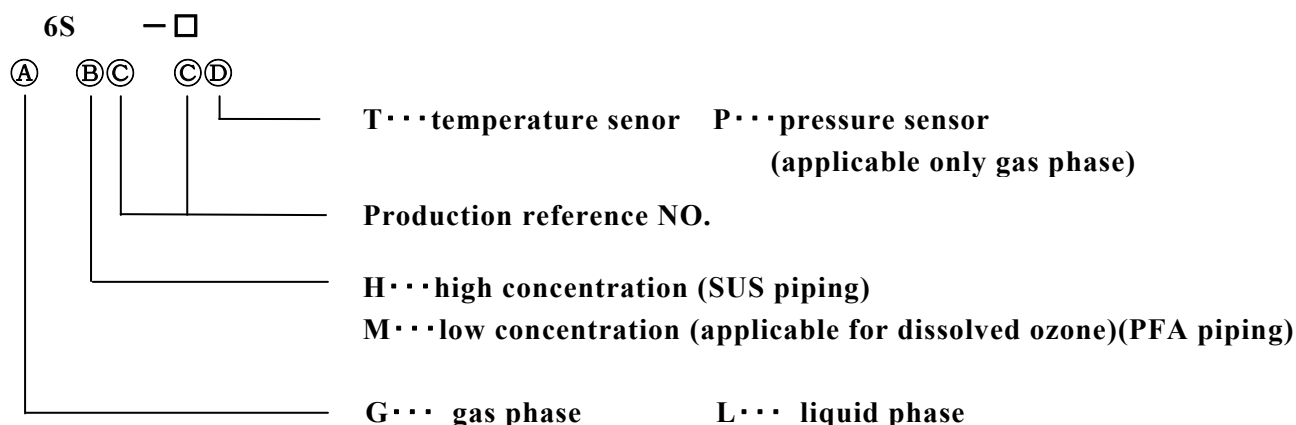 6S －□
Ⓐ ⒷⒸ ⒸⒹ
T･･･temperature senor P･･･pressure sensor
(applicable only gas phase)
Production reference NO.
H･･･high concentration (SUS piping)
M･･･low concentration (applicable for dissolved ozone)(PFA piping)
G･･･ gas phase L･･･ liquid phase